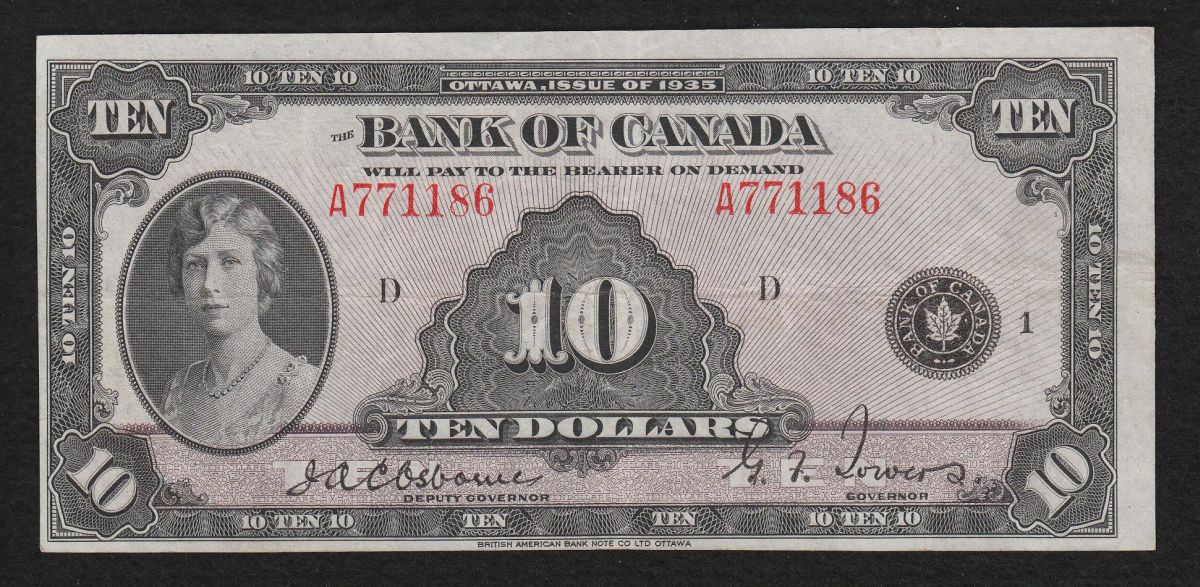 10 TEN 10
10 TEN 10
OTTAWA, ISSUE OF 1935
TEN
TEN
THE BANK OF CANADA
WILL PAY TO THE BEARER ON DEMAND
A771186
A771186
D
D
10
BANK OF CANADA
1
10 TEN 10
10 TEN 10
TEN DOLLARS
J.A.C. Osborne
DEPUTY GOVERNOR
G. F. Towers
GOVERNOR
10
10
10 TEN 10
TEN
TEN
10 TEN 10
BRITISH AMERICAN BANK NOTE CO LTD OTTAWA